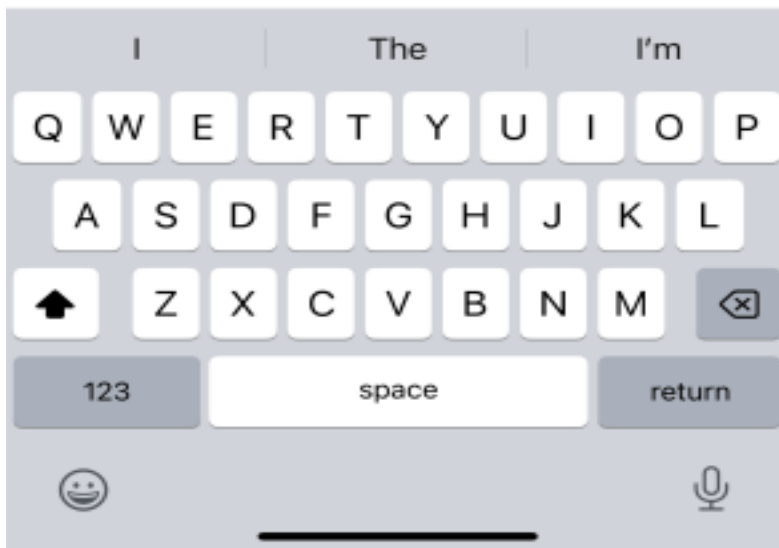 I The I'm
Q W E R T Y U I O P
A S D F G H J K L
Z X C V B N M
123 space return